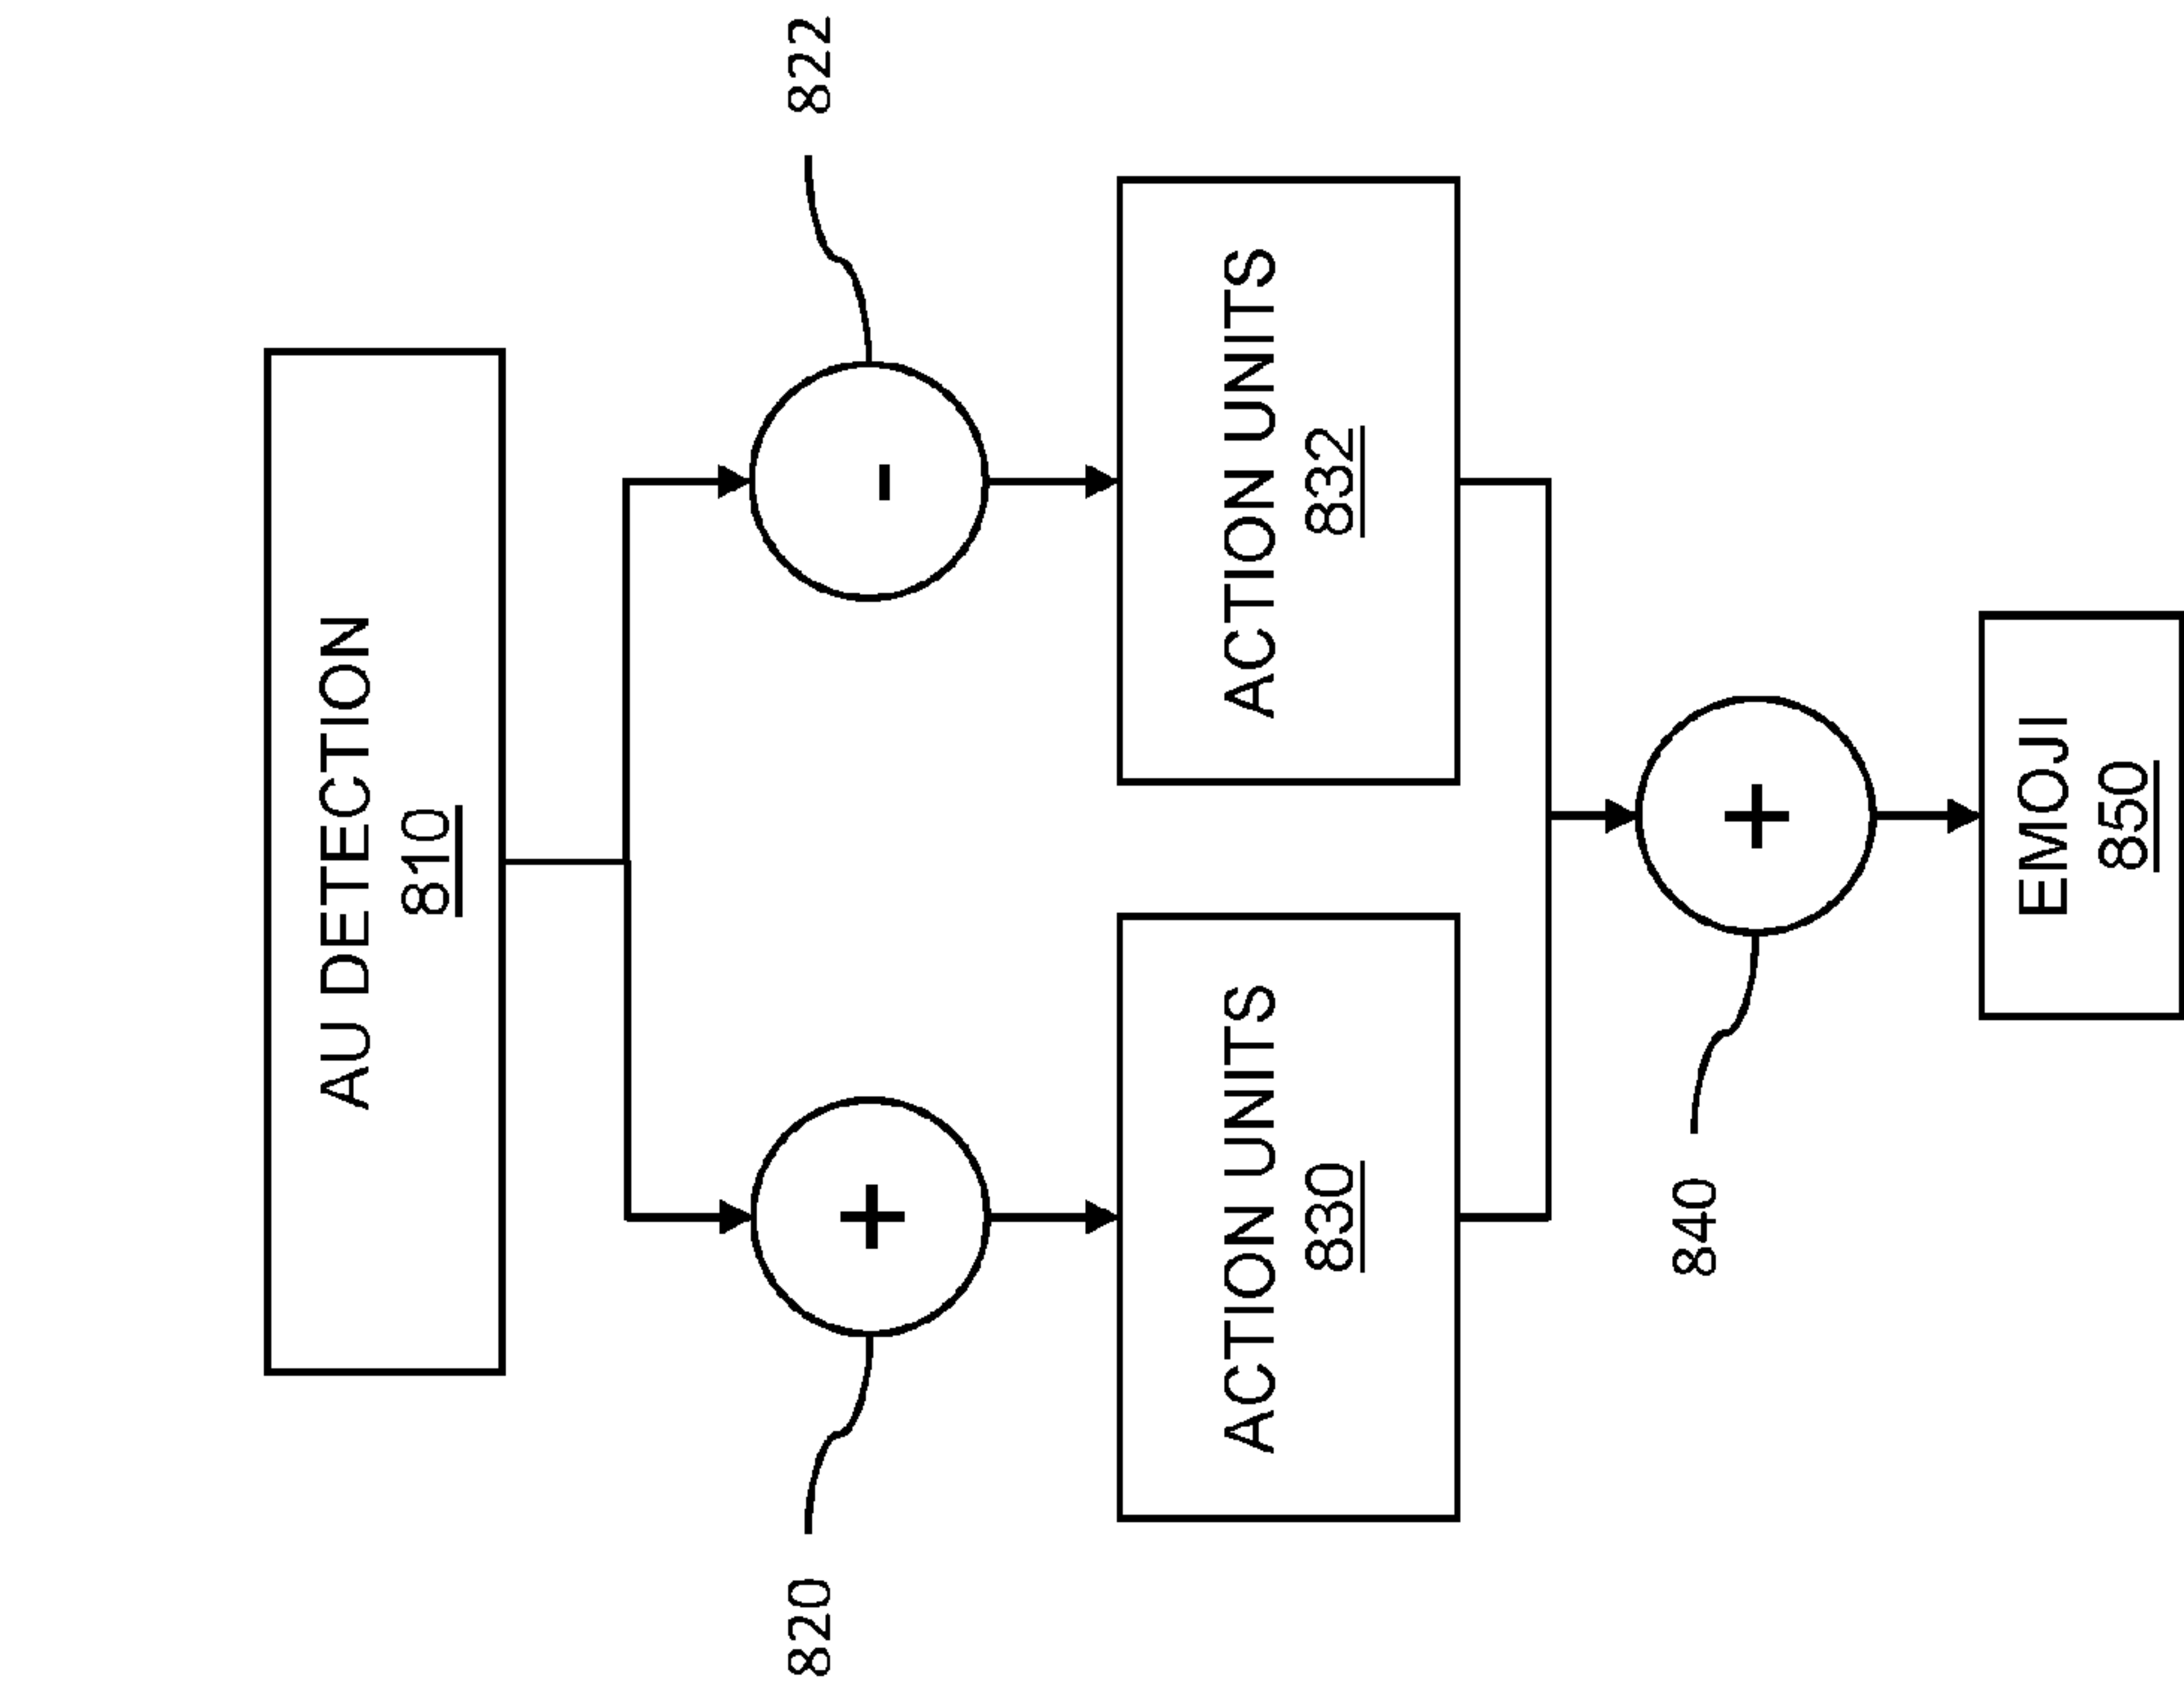 AU DETECTION
810
820
+
-
822
ACTION UNITS
830
ACTION UNITS
832
840
+
EMOJI
850